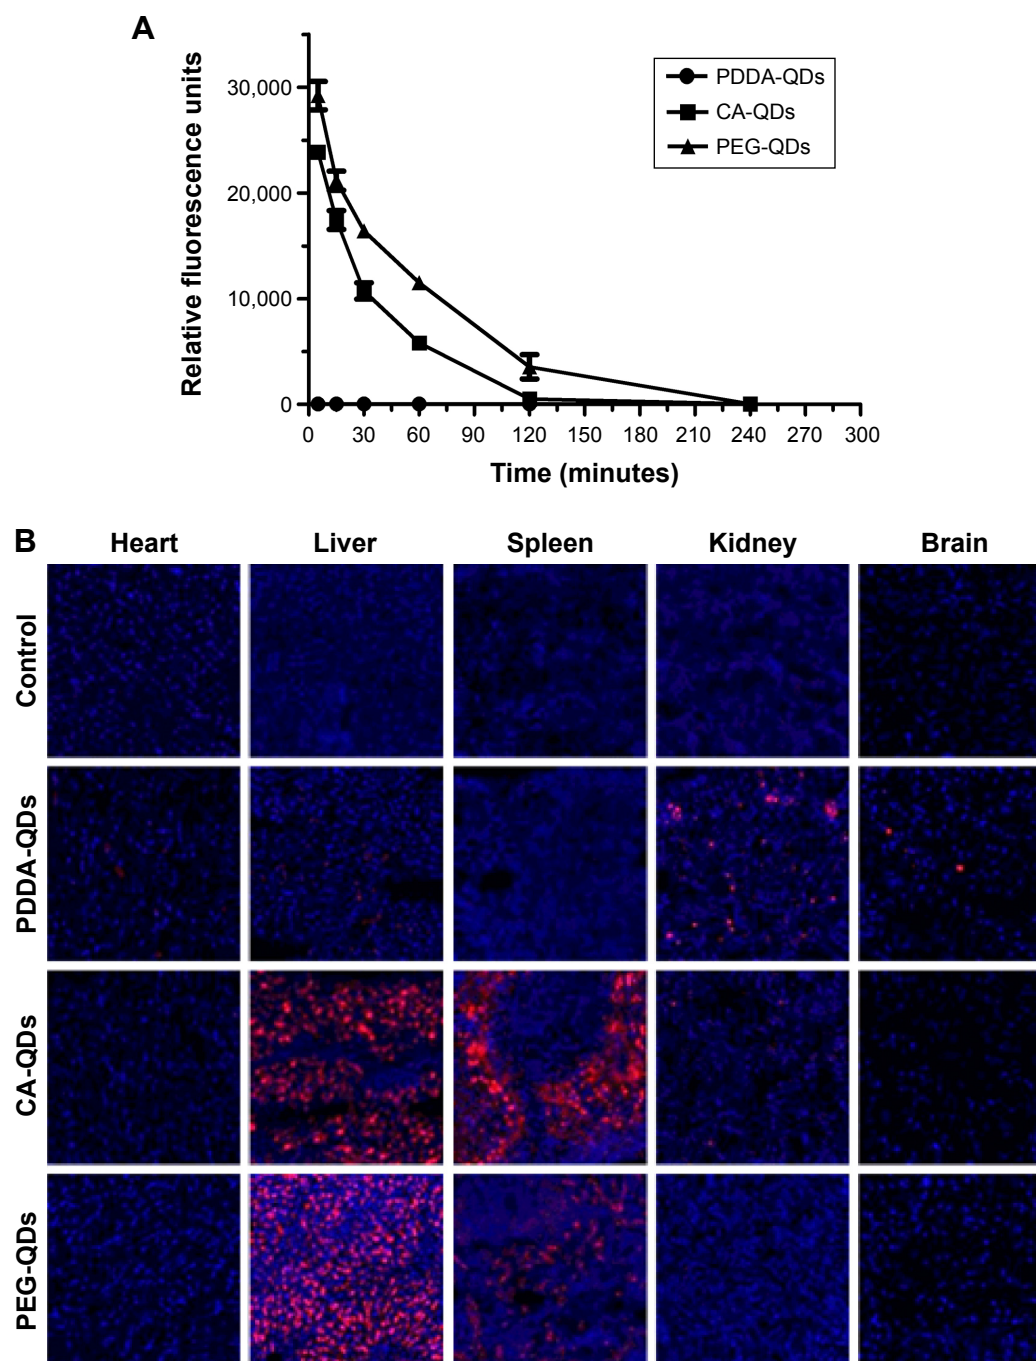 A
Relative fluorescence units
30,000
20,000
10,000
0
0 30 60 90 120 150 180 210 240 270 300
Time (minutes)
PDDA-QDs
CA-QDs
PEG-QDs
B
Heart Liver Spleen Kidney Brain
Control
PDDA-QDs
CA-QDs
PEG-QDs